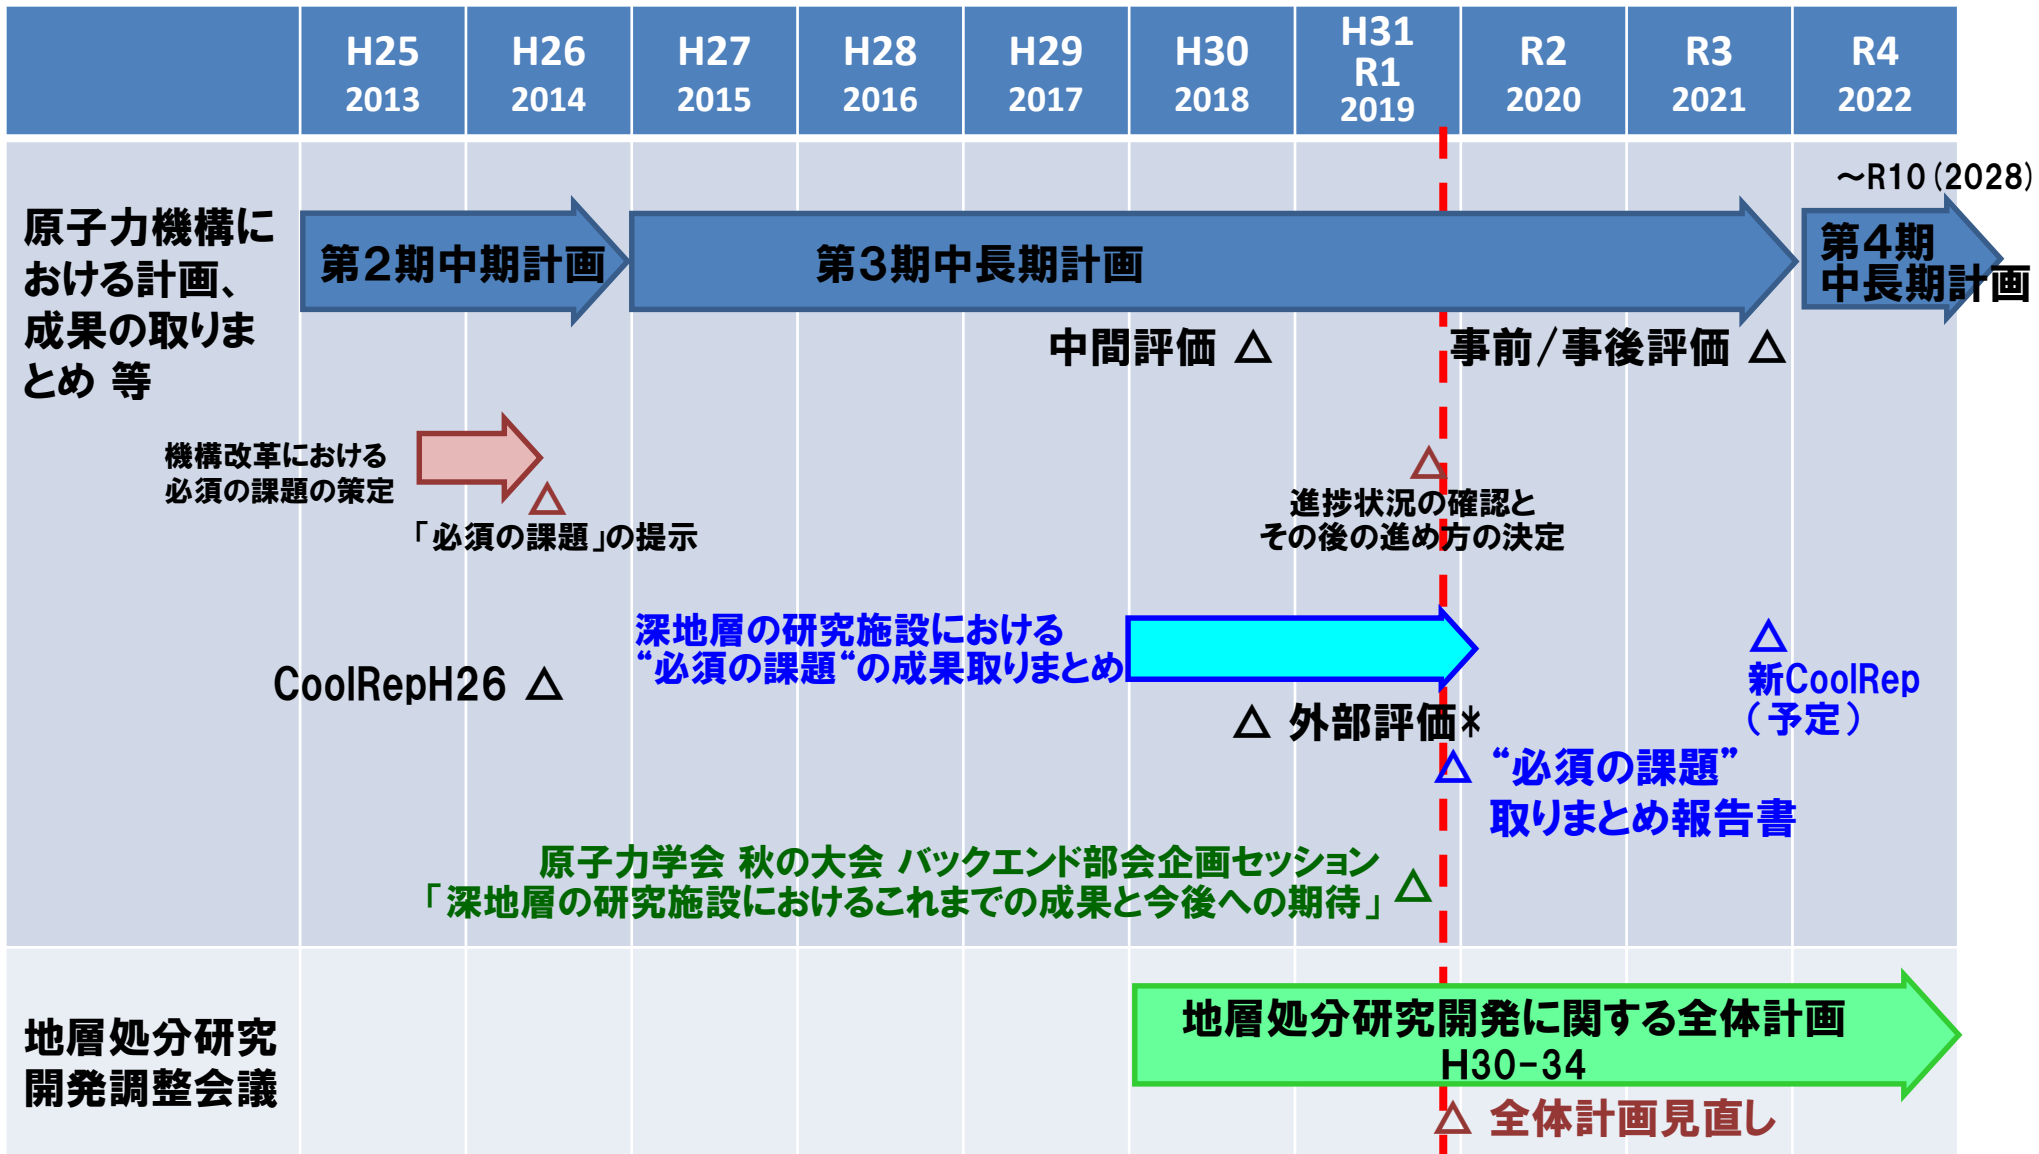 H25
2013
H26
2014
H27
2015
H28
2016
H29
2017
H30
2018
H31
R1
2019
R2
2020
R3
2021
R4
2022
原子力機構に
おける計画、
成果の取りま
とめ 等
～R10(2028)
第2期中期計画
第3期中長期計画
第4期
中長期計画
中間評価 △
事前/事後評価 △
機構改革における
必須の課題の策定
△
「必須の課題」の提示
△
進捗状況の確認と
その後の進め方の決定
深地層の研究施設における
“必須の課題“の成果取りまとめ
CoolRepH26 △
△
新CoolRep
（予定）
△ 外部評価*
△ “必須の課題”
取りまとめ報告書
原子力学会 秋の大会 バックエンド部会企画セッション
「深地層の研究施設におけるこれまでの成果と今後への期待」
△
地層処分研究
開発調整会議
地層処分研究開発に関する全体計画
H30-34
△ 全体計画見直し